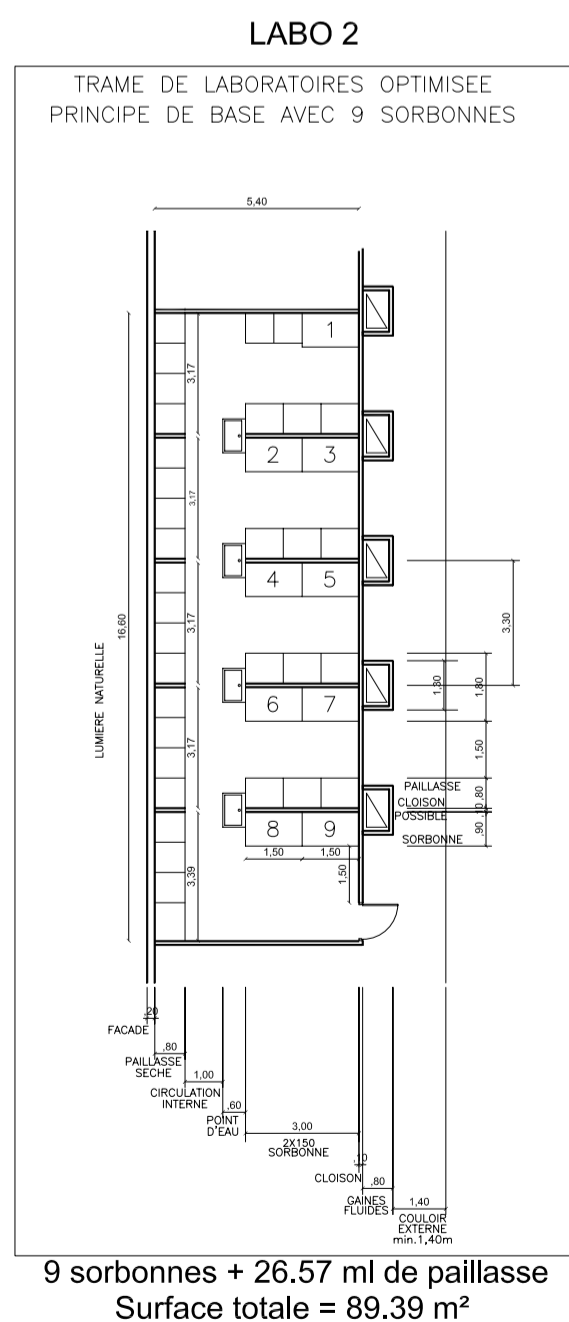 LABO 2
TRAME DE LABORATOIRES OPTIMISEE
PRINCIPE DE BASE AVEC 9 SORBONNES
5,40
1
3,17
2 3
3,17
4 5
3,17
3,30
16,60
LUMIERE NATURELLE
6 7
1,30
1,80
3,17
1,50
PAILLASSE
,80
CLOISON
,10
POSSIBLE
8 9
SORBONNE
,90
1,50 1,50
1,50
3,39
,20
FACADE
,80
PAILLASSE
SECHE
1,00
CIRCULATION
INTERNE
,60
POINT
D'EAU
3,00
2X150
SORBONNE
,10
CLOISON
,80
GAINES
FLUIDES
1,40
COULOIR
EXTERNE
min.1,40m
9 sorbonnes + 26.57 ml de paillasse
Surface totale = 89.39 m²